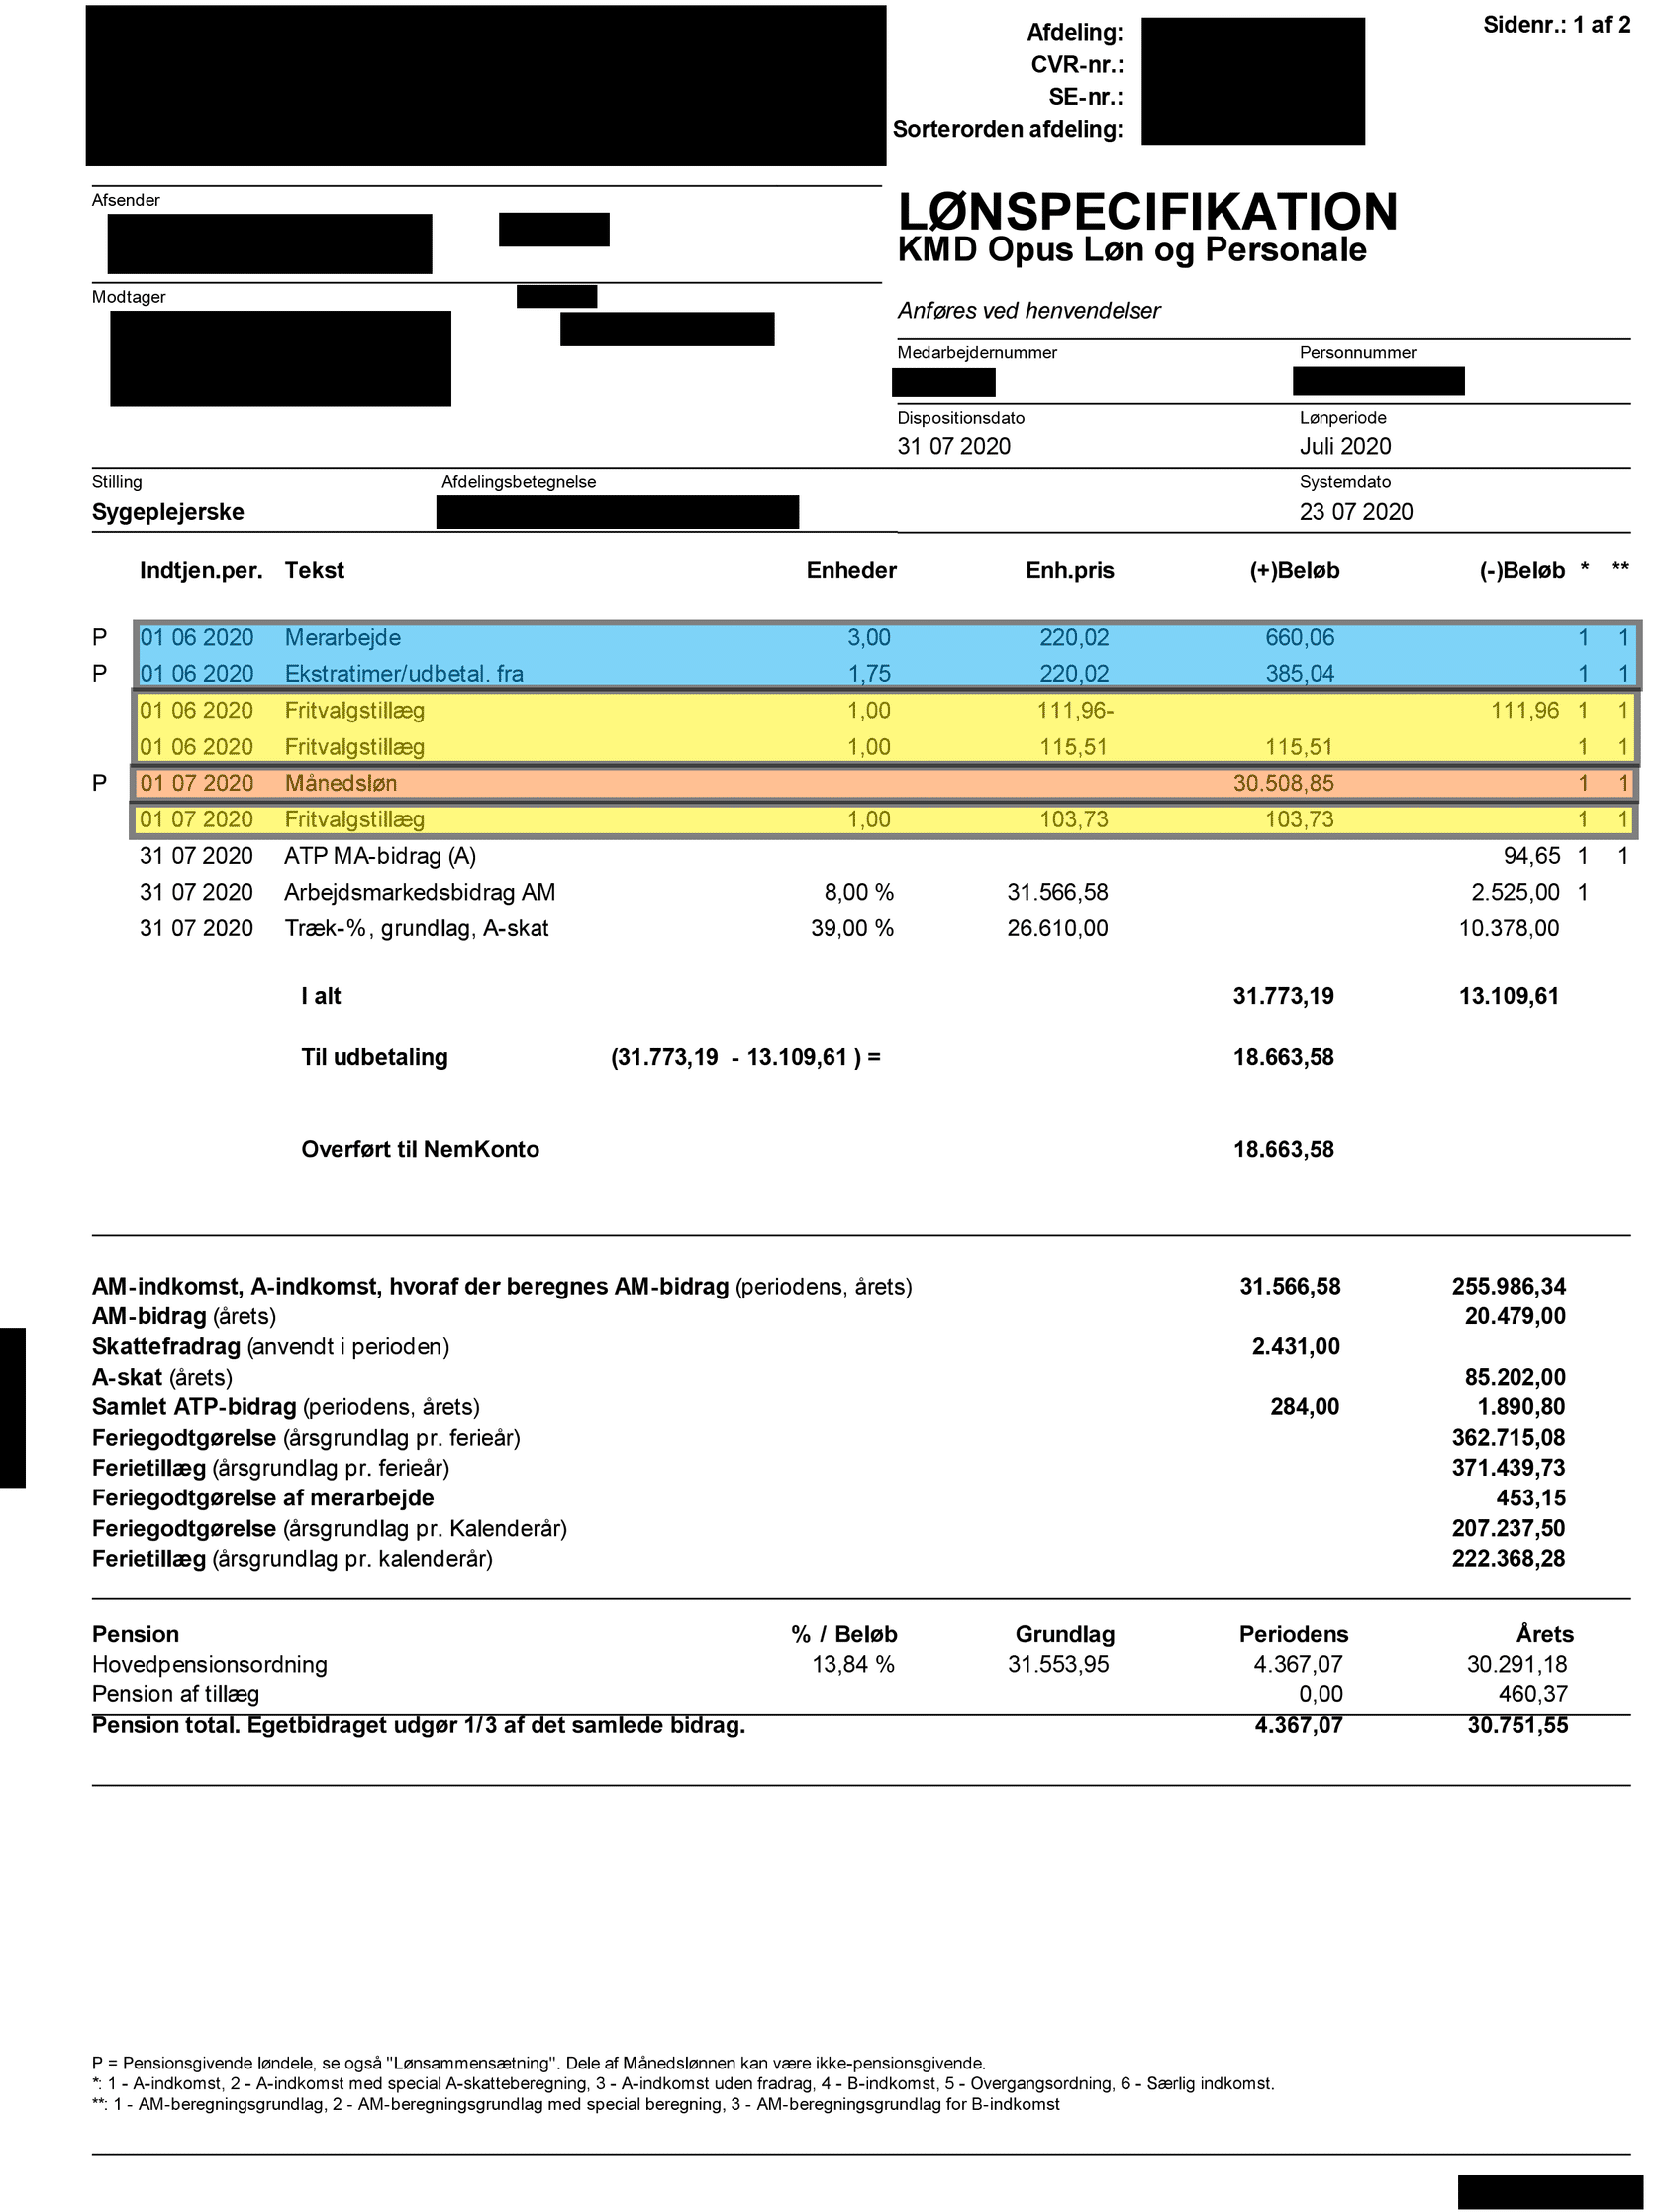 Sidenr.: 1 af 2
Afdeling:
CVR-nr.:
SE-nr.:
Sorterorden afdeling:
Afsender
LØNSPECIFIKATION
KMD Opus Løn og Personale
Modtager
Anføres ved henvendelser
Medarbejdernummer Personnummer
Dispositionsdato Lønperiode
31 07 2020 Juli 2020
Stilling Afdelingsbetegnelse Systemdato
Sygeplejerske 23 07 2020
Indtjen.per. Tekst Enheder Enh.pris (+)Beløb (-)Beløb * **
P 01 06 2020 Merarbejde 3,00 220,02 660,06 1 1
P 01 06 2020 Ekstratimer/udbetal. fra 1,75 220,02 385,04 1 1
01 06 2020 Fritvalgstillæg 1,00 111,96- 111,96 1 1
01 06 2020 Fritvalgstillæg 1,00 115,51 115,51 1 1
P 01 07 2020 Månedsløn 30.508,85 1 1
01 07 2020 Fritvalgstillæg 1,00 103,73 103,73 1 1
31 07 2020 ATP MA-bidrag (A) 94,65 1 1
31 07 2020 Arbejdsmarkedsbidrag AM 8,00 % 31.566,58 2.525,00 1
31 07 2020 Træk-%, grundlag, A-skat 39,00 % 26.610,00 10.378,00
I alt 31.773,19 13.109,61
Til udbetaling (31.773,19 - 13.109,61 ) = 18.663,58
Overført til NemKonto 18.663,58
AM-indkomst, A-indkomst, hvoraf der beregnes AM-bidrag (periodens, årets) 31.566,58 255.986,34
AM-bidrag (årets) 20.479,00
Skattefradrag (anvendt i perioden) 2.431,00
A-skat (årets) 85.202,00
Samlet ATP-bidrag (periodens, årets) 284,00 1.890,80
Feriegodtgørelse (årsgrundlag pr. ferieår) 362.715,08
Ferietillæg (årsgrundlag pr. ferieår) 371.439,73
Feriegodtgørelse af merarbejde 453,15
Feriegodtgørelse (årsgrundlag pr. Kalenderår) 207.237,50
Ferietillæg (årsgrundlag pr. kalenderår) 222.368,28
Pension % / Beløb Grundlag Periodens Årets
Hovedpensionsordning 13,84 % 31.553,95 4.367,07 30.291,18
Pension af tillæg 0,00 460,37
Pension total. Egetbidraget udgør 1/3 af det samlede bidrag. 4.367,07 30.751,55
P = Pensionsgivende løndele, se også "Lønsammensætning". Dele af Månedslønnen kan være ikke-pensionsgivende.
*: 1 - A-indkomst, 2 - A-indkomst med special A-skatteberegning, 3 - A-indkomst uden fradrag, 4 - B-indkomst, 5 - Overgangsordning, 6 - Særlig indkomst.
**: 1 - AM-beregningsgrundlag, 2 - AM-beregningsgrundlag med special beregning, 3 - AM-beregningsgrundlag for B-indkomst